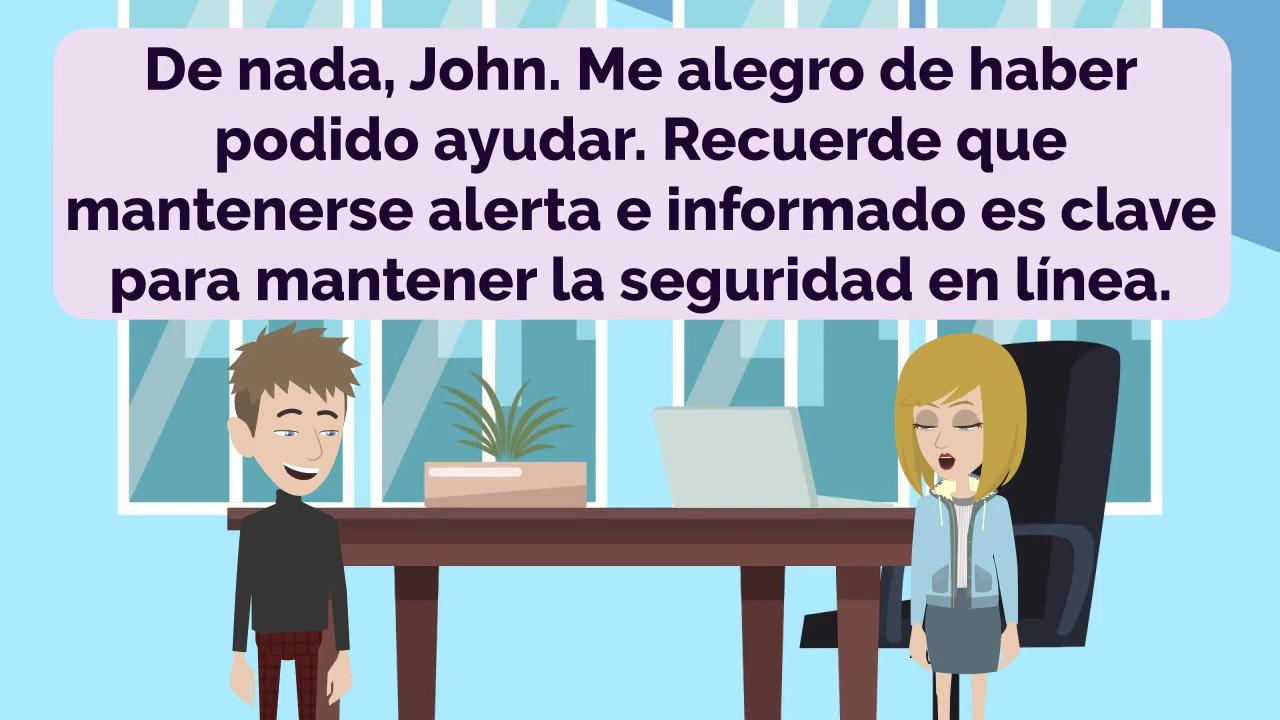 De nada, John. Me alegro de haber
podido ayudar. Recuerde que
mantenerse alerta e informado es clave
para mantener la seguridad en línea.